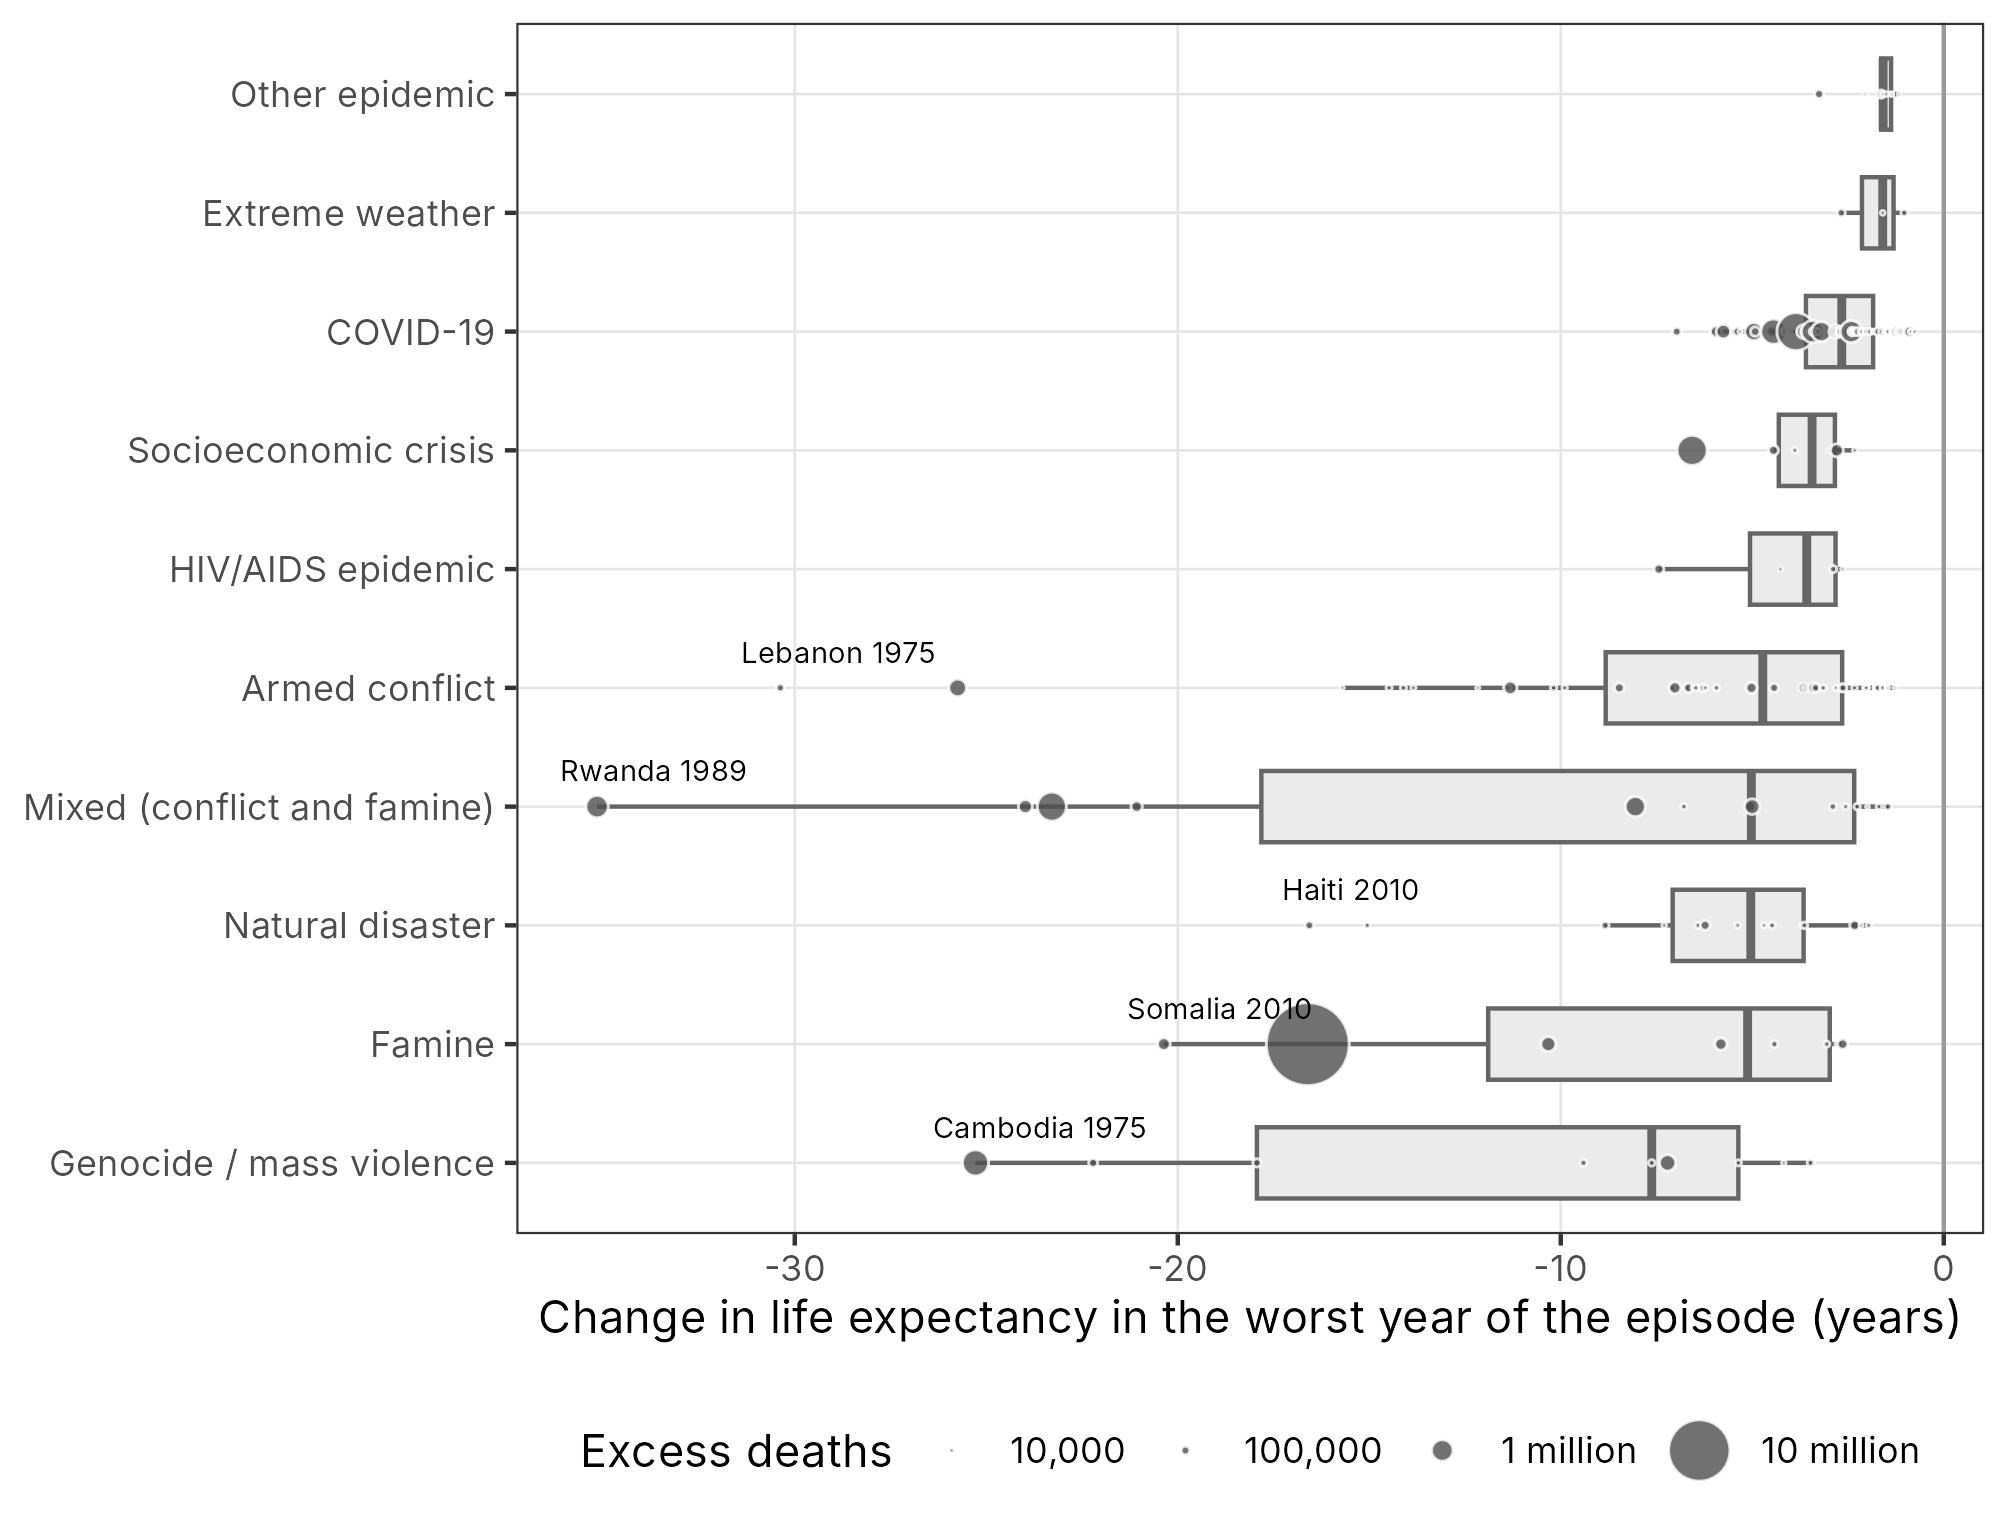 Other epidemic
Extreme weather
COVID-19
Socioeconomic crisis
HIV/AIDS epidemic
Lebanon 1975
Armed conflict
Rwanda 1989
Mixed (conflict and famine)
Haiti 2010
Natural disaster
Somalia 2010
Famine
Cambodia 1975
Genocide / mass violence
-30 -20 -10 0
Change in life expectancy in the worst year of the episode (years)
Excess deaths 10,000 100,000 1 million 10 million